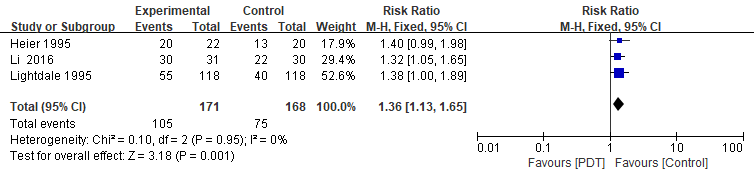 Experimental Control Risk Ratio Risk Ratio
Study or Subgroup Events Total Events Total Weight M-H, Fixed, 95% CI M-H, Fixed, 95% CI
Heier 1995 20 22 13 20 17.9% 1.40 [0.99, 1.98]
Li 2016 30 31 22 30 29.4% 1.32 [1.05, 1.65]
Lightdale 1995 55 118 40 118 52.6% 1.38 [1.00, 1.89]
Total (95% CI) 171 168 100.0% 1.36 [1.13, 1.65]
Total events 105 75
Heterogeneity: Chi² = 0.10, df = 2 (P = 0.95); I² = 0%
Test for overall effect: Z = 3.18 (P = 0.001)
0.01 0.1 1 10 100
Favours [PDT] Favours [Control]